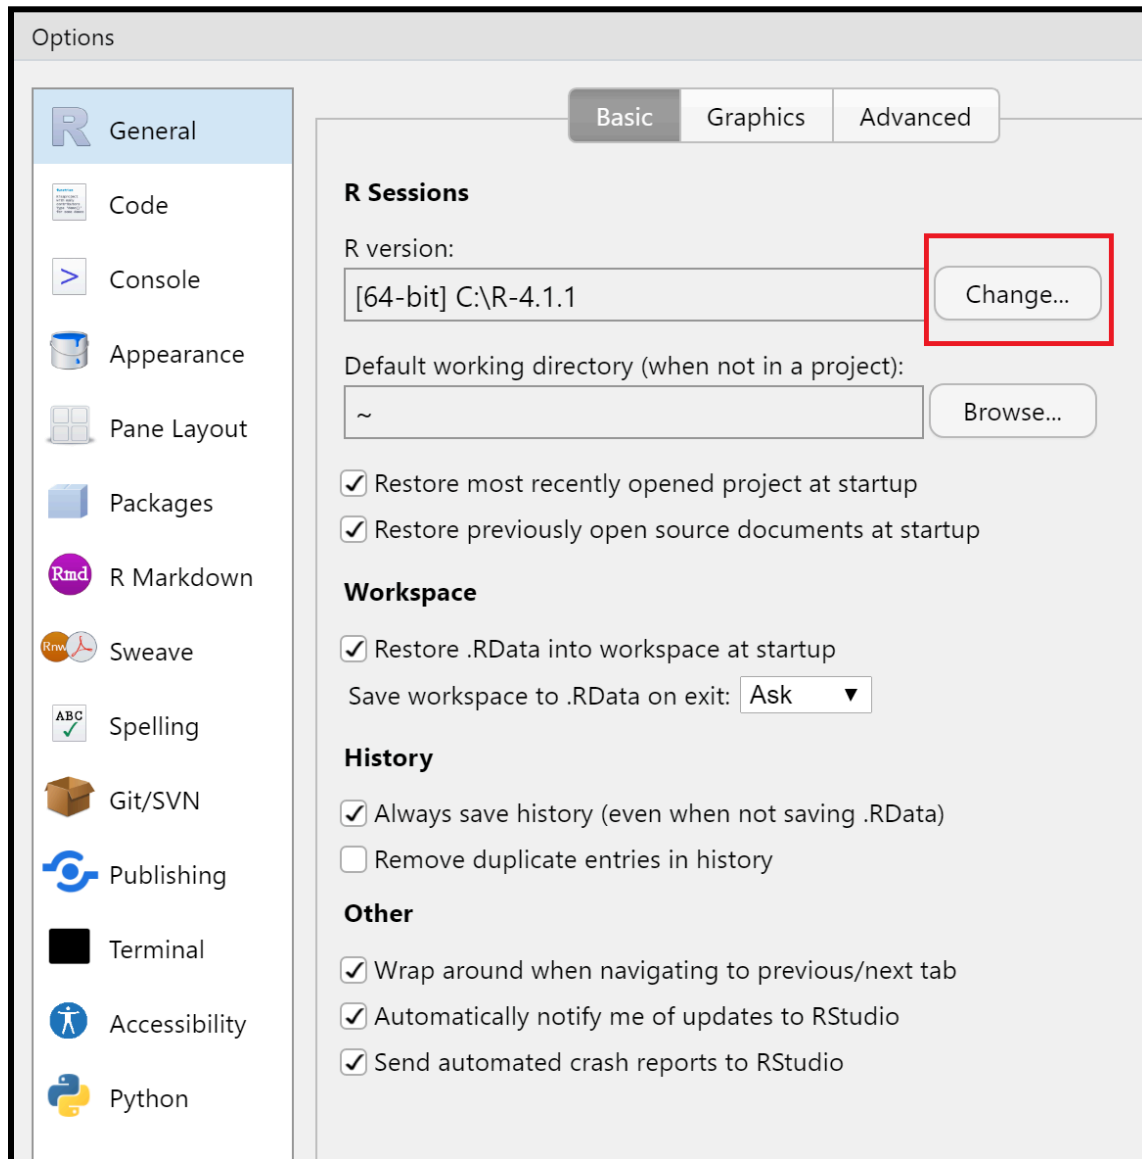 Options
General
Code
Console
Appearance
Pane Layout
Packages
Rmd R Markdown
Rnw Sweave
ABC Spelling
Git/SVN
Publishing
Terminal
Accessibility
Python
Basic Graphics Advanced
R Sessions
R version:
[64-bit] C:\R-4.1.1 Change...
Default working directory (when not in a project):
~ Browse...
Restore most recently opened project at startup
Restore previously open source documents at startup
Workspace
Restore .RData into workspace at startup
Save workspace to .RData on exit: Ask
History
Always save history (even when not saving .RData)
Remove duplicate entries in history
Other
Wrap around when navigating to previous/next tab
Automatically notify me of updates to RStudio
Send automated crash reports to RStudio